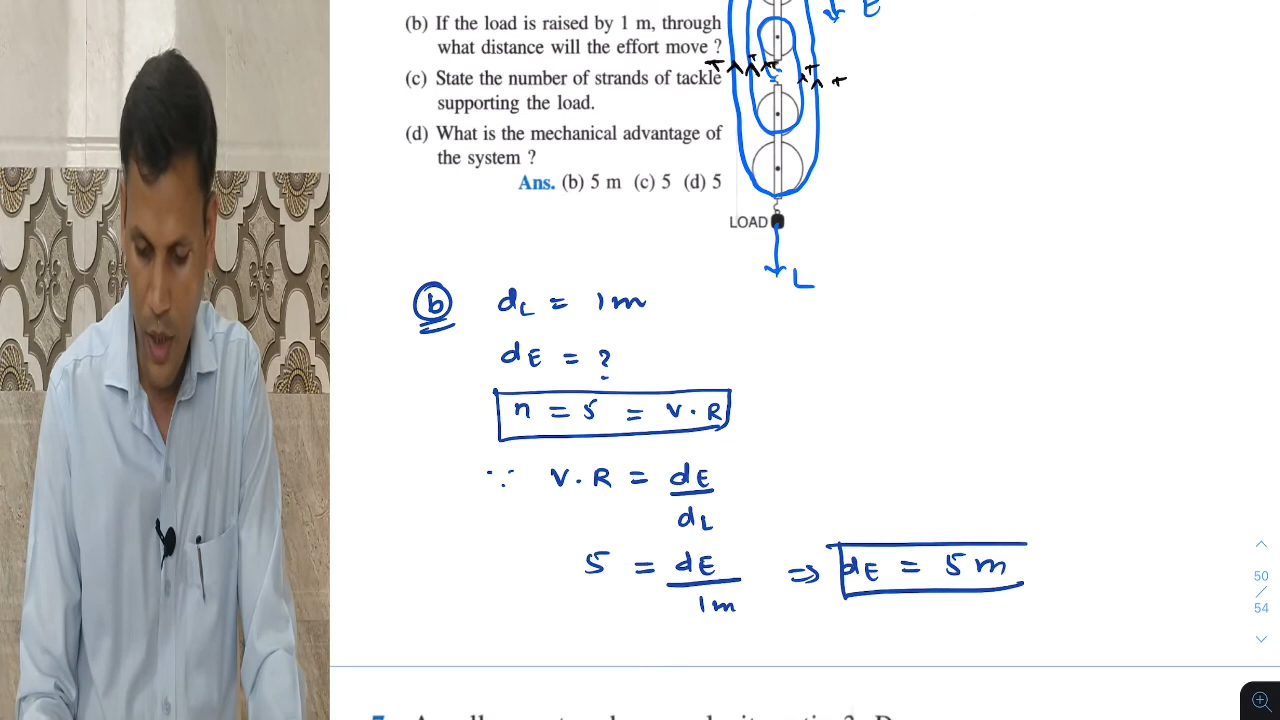 E
(b) If the load is raised by 1 m, through
what distance will the effort move ?
(c) State the number of strands of tackle
supporting the load.
(d) What is the mechanical advantage of
the system ?
Ans. (b) 5 m (c) 5 (d) 5
T T T T T
LOAD
L
(b) dL = 1m
dE = ?
n = 5 = V.R
∵ V.R = dE/dL
5 = dE/1m ⇒ dE = 5m
50
/
54